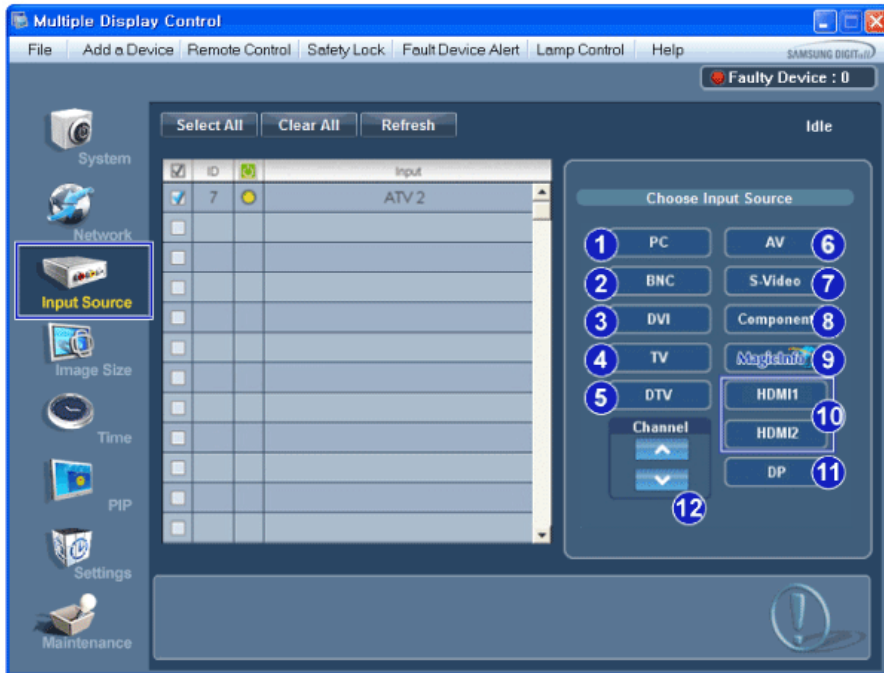 Multiple Display Control
File Add a Device Remote Control Safety Lock Fault Device Alert Lamp Control Help SAMSUNG DIGITall
Faulty Device : 0
Select All Clear All Refresh Idle
System
Network
Input Source
Image Size
Time
PIP
Settings
Maintenance
ID Input
7 ATV 2
Choose Input Source
1 PC AV 6
2 BNC S-Video 7
3 DVI Component 8
4 TV MagicInfo 9
5 DTV HDMI1
10
Channel HDMI2
DP 11
12